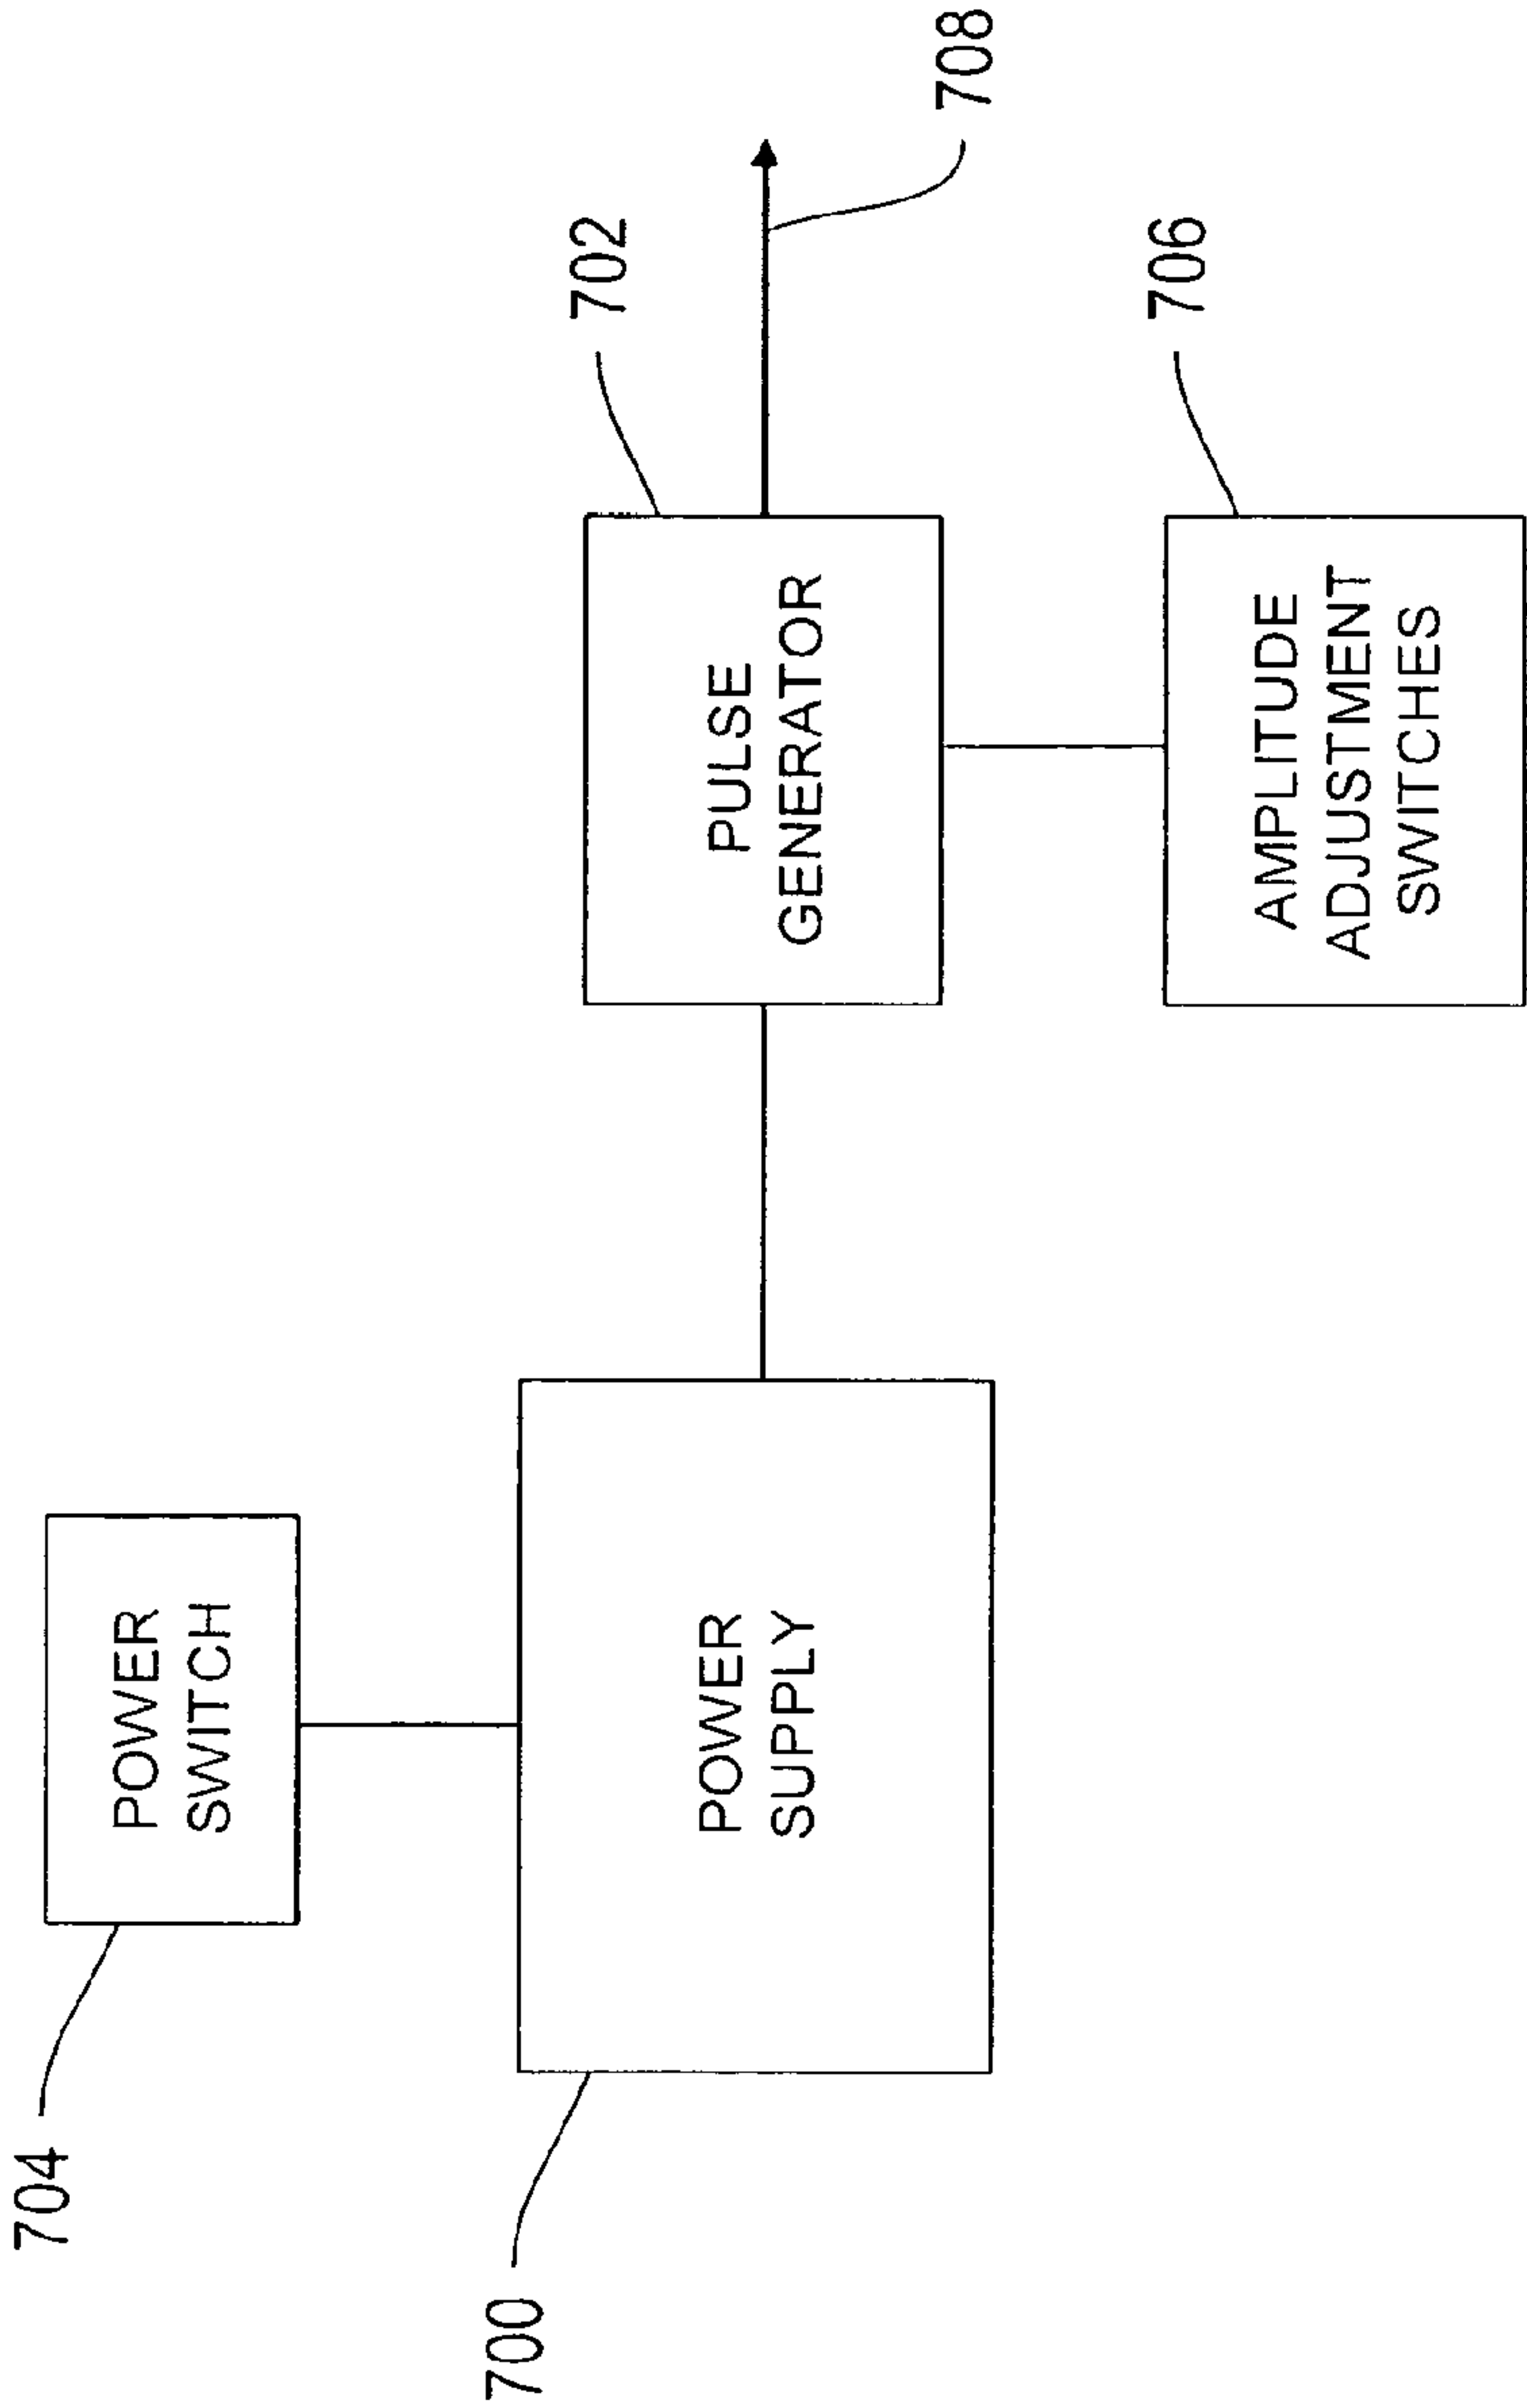 704
POWER
SWITCH
700
POWER
SUPPLY
702
PULSE
GENERATOR
708
706
AMPLITUDE
ADJUSTMENT
SWITCHES